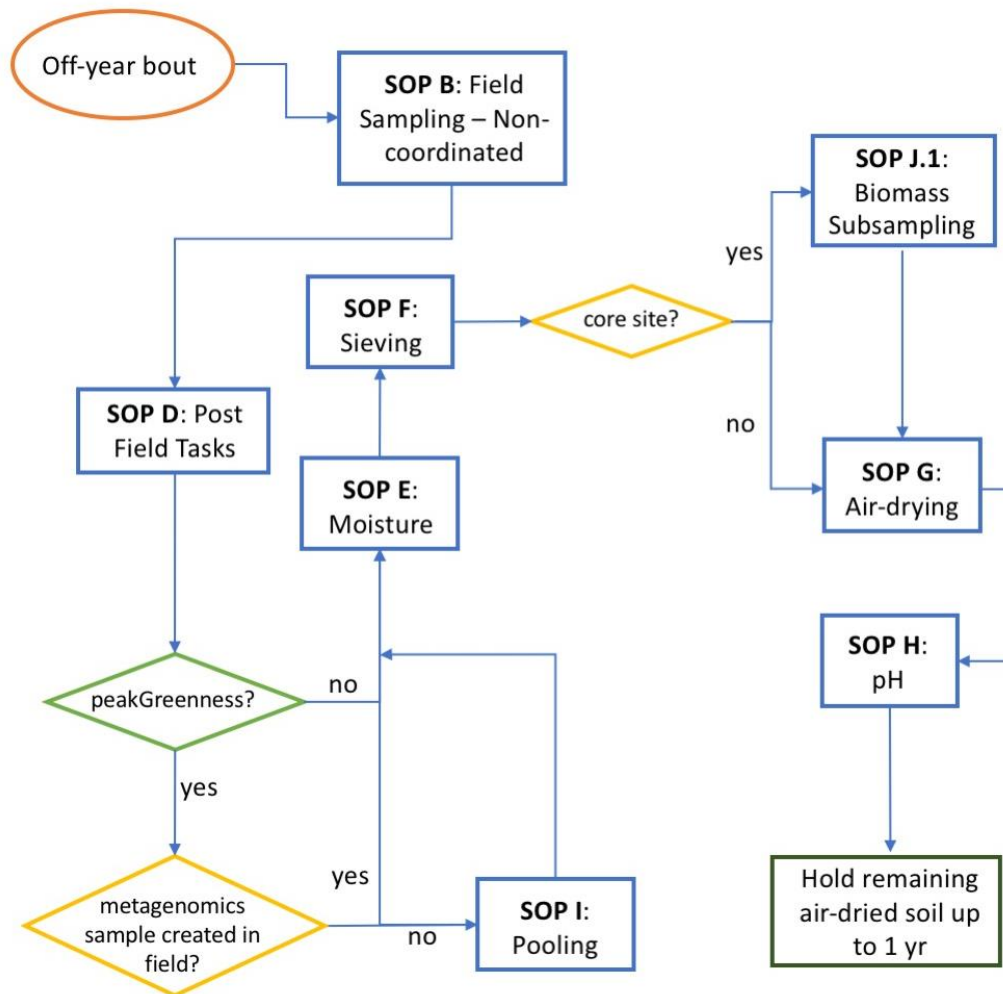 Off-year bout
SOP B: Field
Sampling – Non-
coordinated
SOP J.1:
Biomass
Subsampling
yes
SOP F:
Sieving
core site?
no
SOP D: Post
Field Tasks
SOP E:
Moisture
SOP G:
Air-drying
peakGreenness?
no
SOP H:
pH
yes
metagenomics
sample created in
field?
yes
no
SOP I:
Pooling
Hold remaining
air-dried soil up
to 1 yr